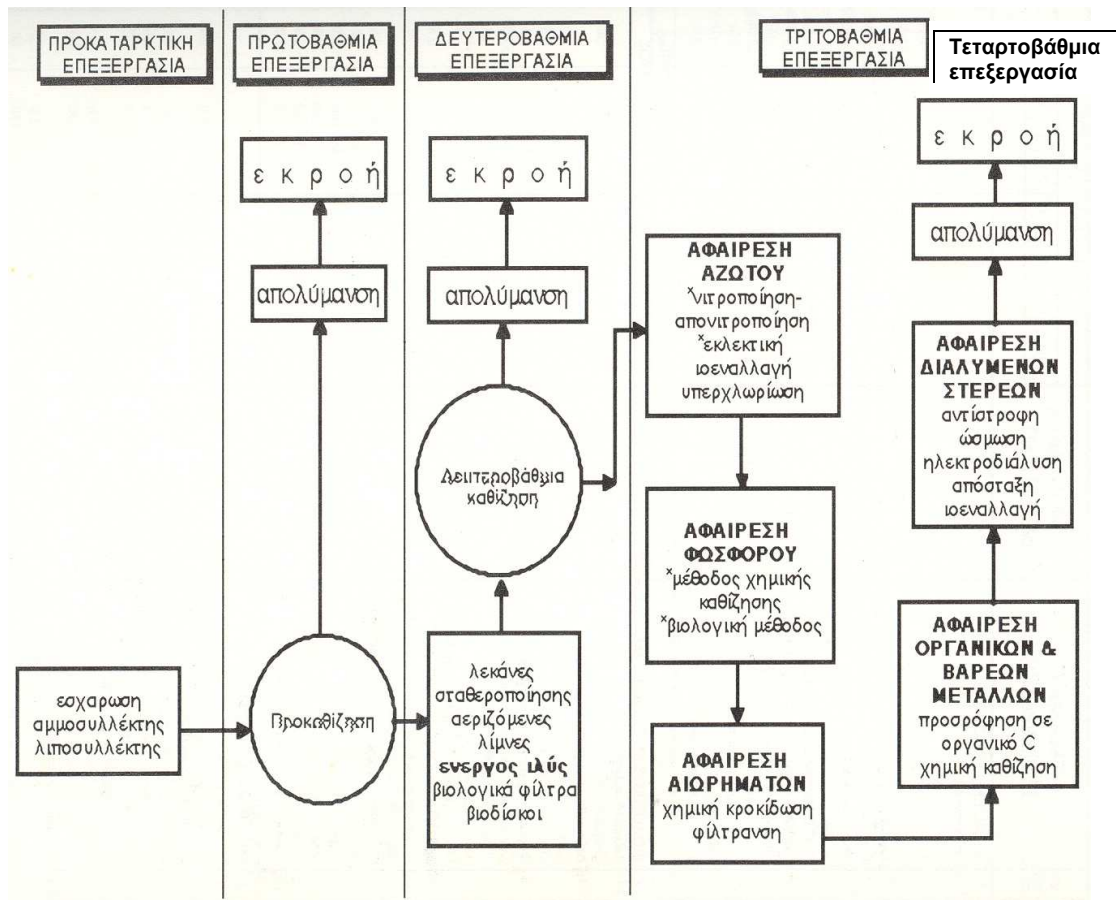 ΠΡΟΚΑΤΑΡΚΤΙΚΗ
ΕΠΕΞΕΡΓΑΣΙΑ
ΠΡΩΤΟΒΑΘΜΙΑ
ΕΠΕΞΕΡΓΑΣΙΑ
ΔΕΥΤΕΡΟΒΑΘΜΙΑ
ΕΠΕΞΕΡΓΑΣΙΑ
ΤΡΙΤΟΒΑΘΜΙΑ
ΕΠΕΞΕΡΓΑΣΙΑ
Τεταρτοβάθμια
επεξεργασία
εσχαρωση
αμμοσυλλέκτης
λιποσυλλέκτης
ε κ ρ ο ή
απολύμανση
Προκαθίζηση
ε κ ρ ο ή
απολύμανση
Δευτεροβάθμια
καθίζηση
λεκάνες
σταθεροποίησης
αεριζόμενες
λίμνες
ενεργος ιλύς
βιολογικά φίλτρα
βιοδίσκοι
ΑΦΑΙΡΕΣΗ
ΑΖΩΤΟΥ
×νιτροποίηση-
απονιτροποίηση
×εκλεκτική
ιοεναλλαγή
υπερχλωρίωση
ΑΦΑΙΡΕΣΗ
ΦΩΣΦΟΡΟΥ
×μέθοδος χημικής
καθίζησης
×βιολογική μέθοδος
ΑΦΑΙΡΕΣΗ
ΑΙΩΡΗΜΑΤΩΝ
χημική κροκίδωση
φίλτρανση
ε κ ρ ο ή
απολύμανση
ΑΦΑΙΡΕΣΗ
ΔΙΑΛΥΜΕΝΩΝ
ΣΤΕΡΕΩΝ
αντίστροφη
ώσμωση
ηλεκτροδιάλυση
απόσταξη
ιοεναλλαγή
ΑΦΑΙΡΕΣΗ
ΟΡΓΑΝΙΚΩΝ &
ΒΑΡΕΩΝ
ΜΕΤΑΛΛΩΝ
προσρόφηση σε
οργανικό C
χημική καθίζηση